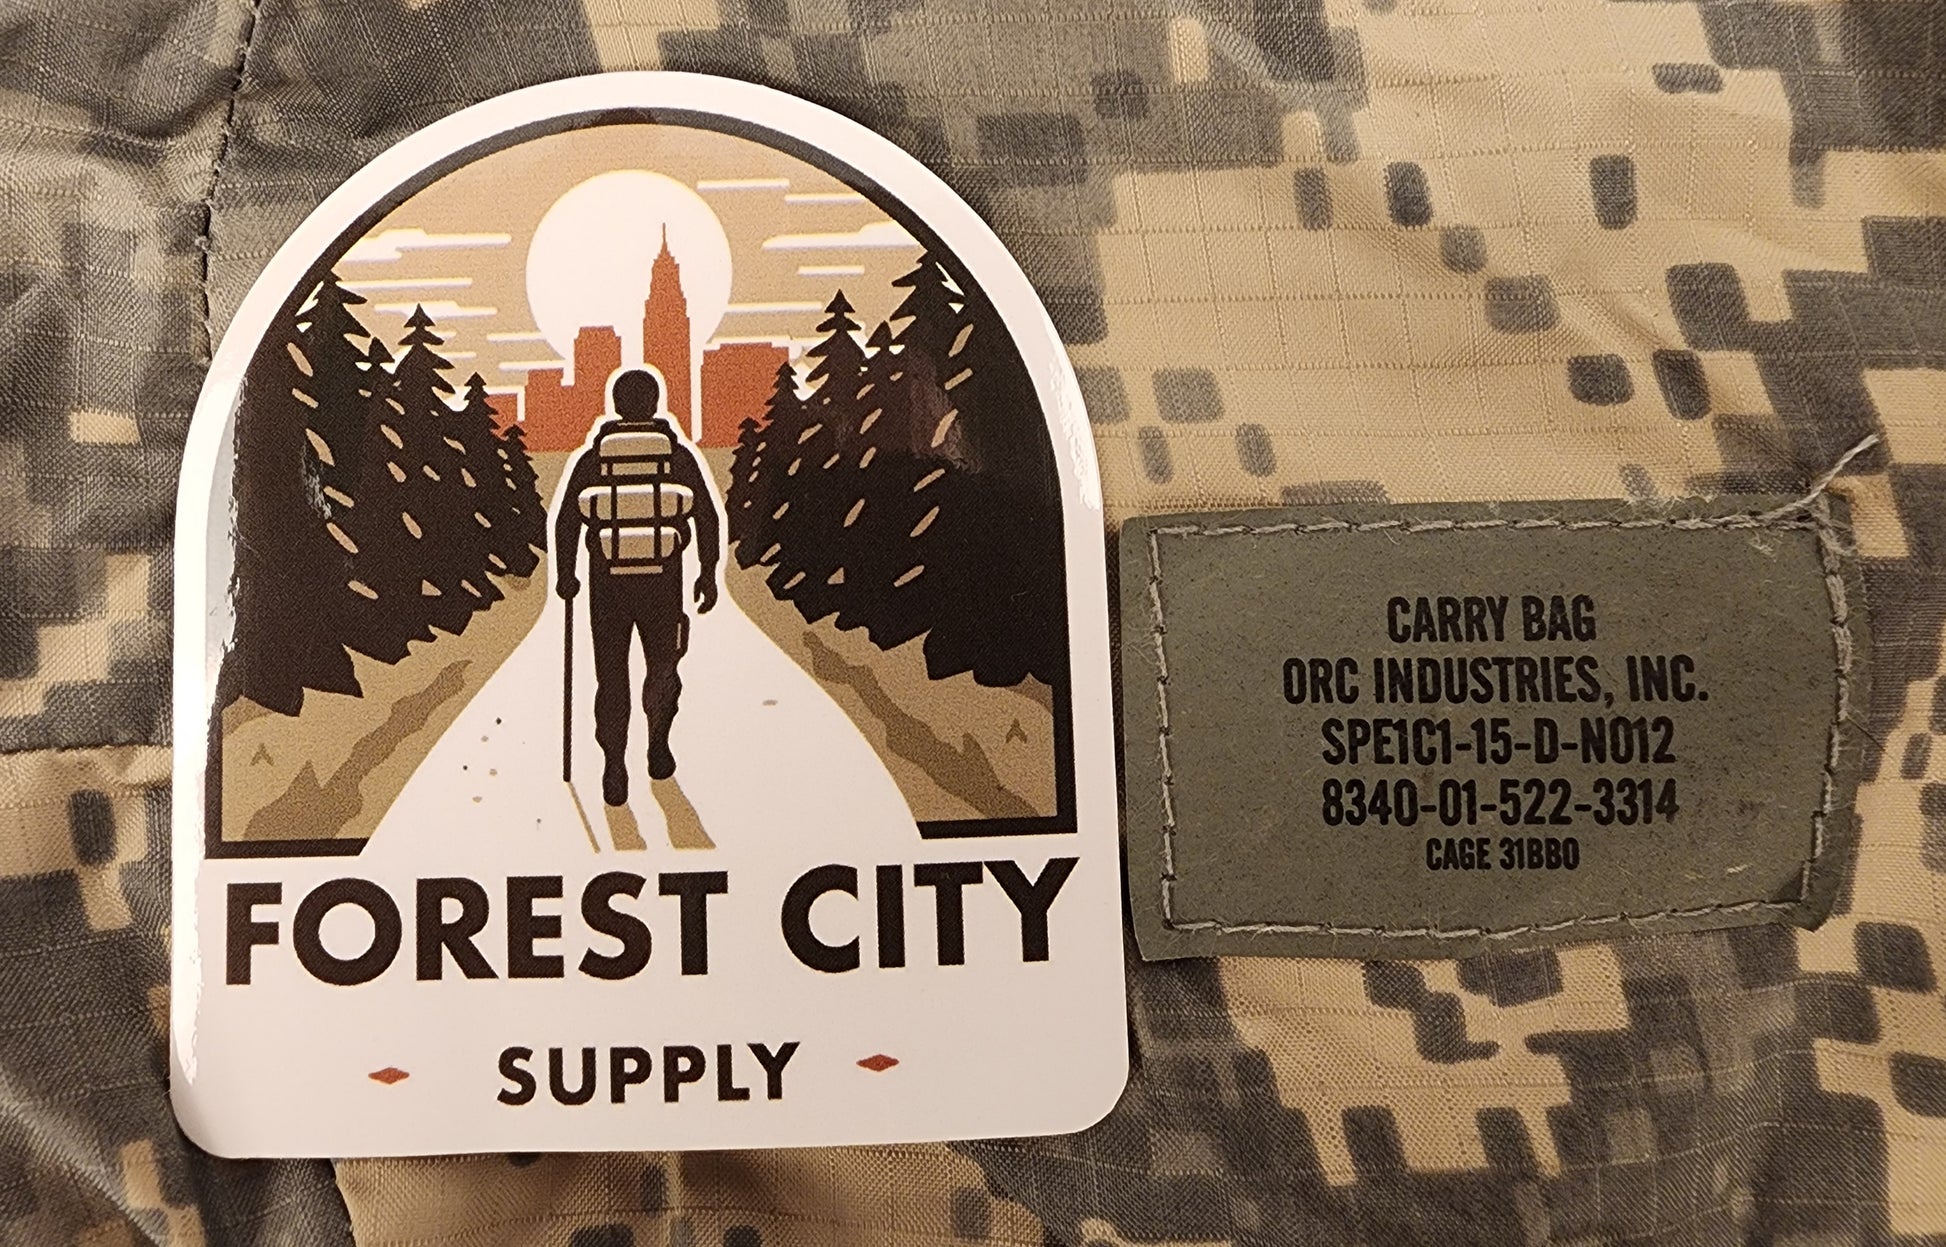 FOREST CITY
SUPPLY
CARRY BAG
ORC INDUSTRIES, INC.
SPE1C1-15-D-N012
8340-01-522-3314
CAGE 31BB0